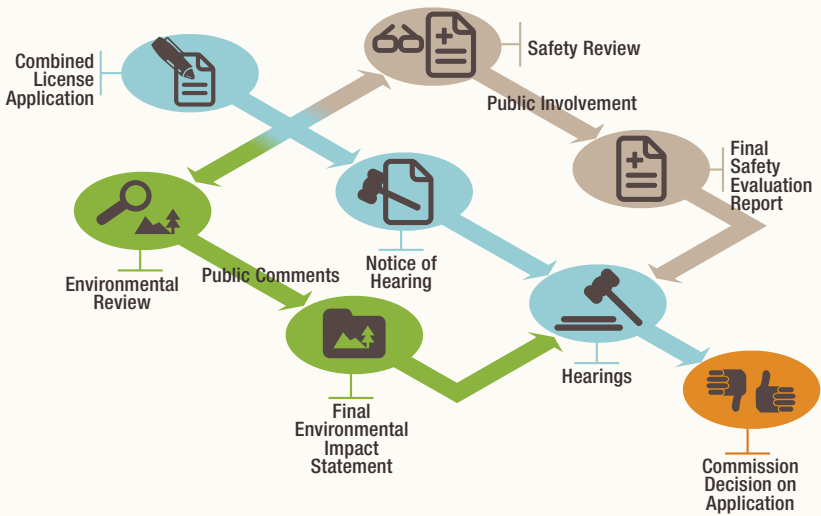 Combined
License
Application
Safety Review
Public Involvement
Final
Safety
Evaluation
Report
Notice of
Hearing
Environmental
Review
Public Comments
Hearings
Final
Environmental
Impact
Statement
Commission
Decision on
Application